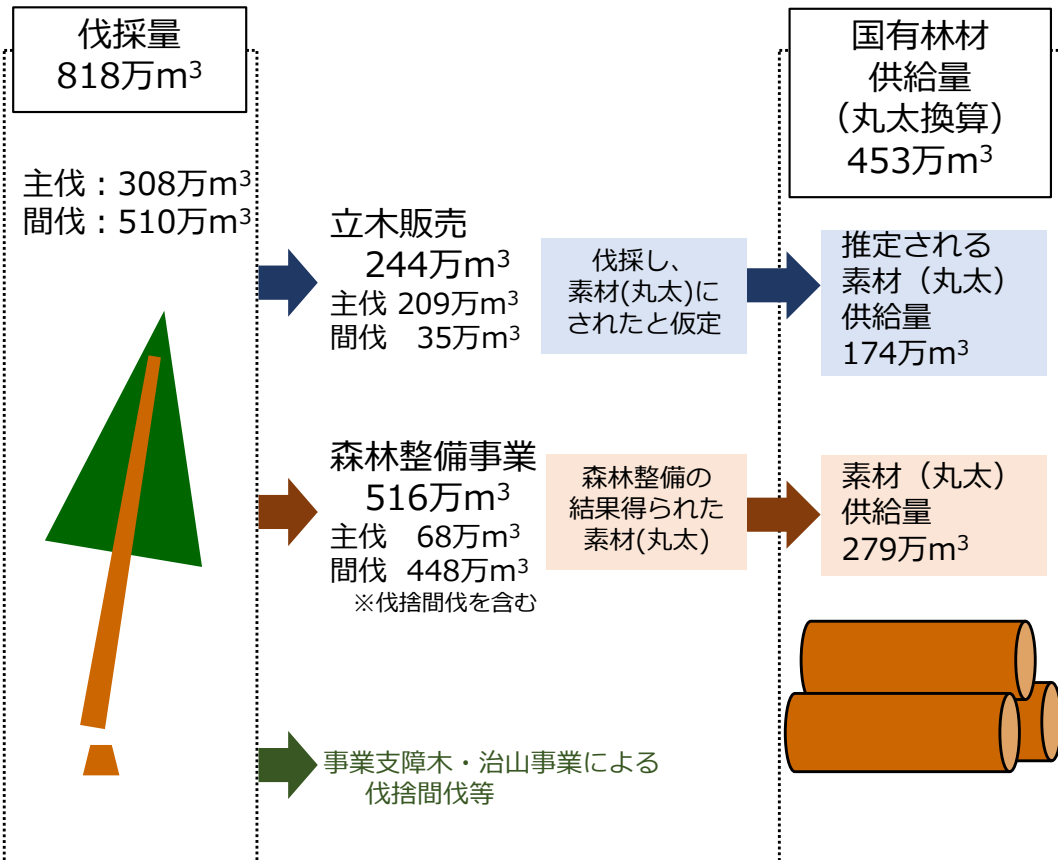 伐採量
818万m³
主伐：308万m³
間伐：510万m³
立木販売
244万m³
主伐 209万m³
間伐 35万m³
伐採し、
素材(丸太)に
されたと仮定
国有林材
供給量
（丸太換算）
453万m³
推定される
素材（丸太）
供給量
174万m³
森林整備事業
516万m³
主伐 68万m³
間伐 448万m³
※伐捨間伐を含む
森林整備の
結果得られた
素材(丸太)
素材（丸太）
供給量
279万m³
事業支障木・治山事業による
伐捨間伐等